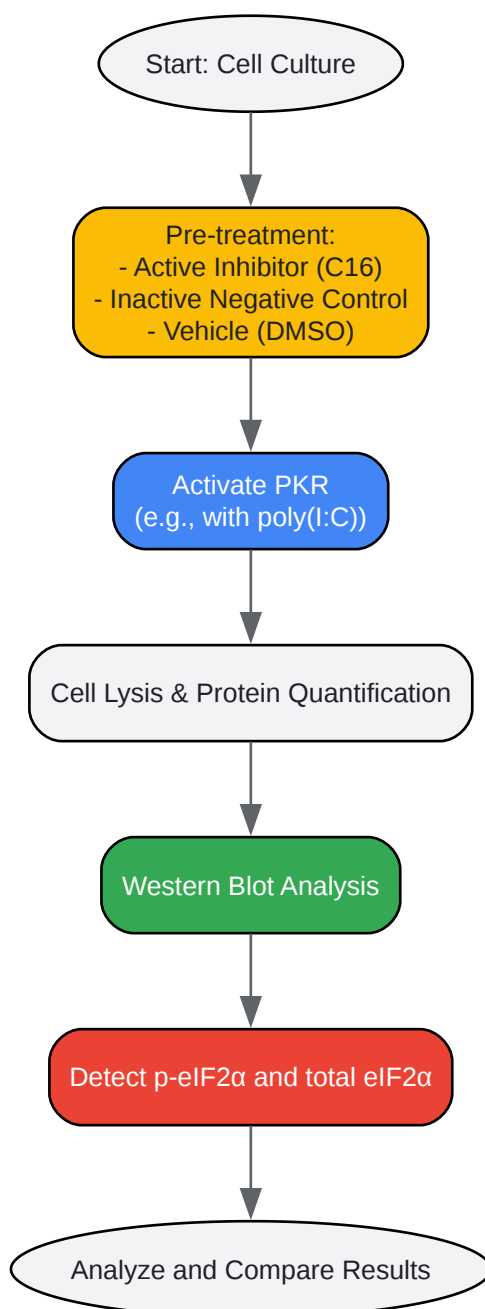 Start: Cell Culture
Pre-treatment:
- Active Inhibitor (C16)
- Inactive Negative Control
- Vehicle (DMSO)
Activate PKR
(e.g., with poly(I:C))
Cell Lysis & Protein Quantification
Western Blot Analysis
Detect p-eIF2α and total eIF2α
Analyze and Compare Results